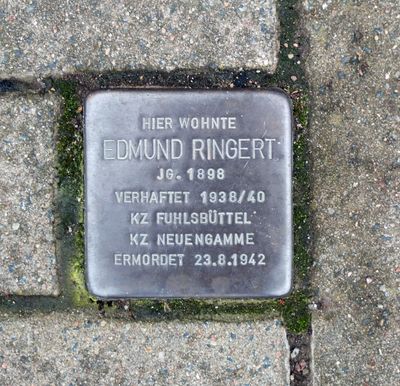 HIER WOHNTE
EDMUND RINGERT
JG. 1898
VERHAFTET 1938/40
KZ FUHLSBÜTTEL
KZ NEUENGAMME
ERMORDET 23.8.1942